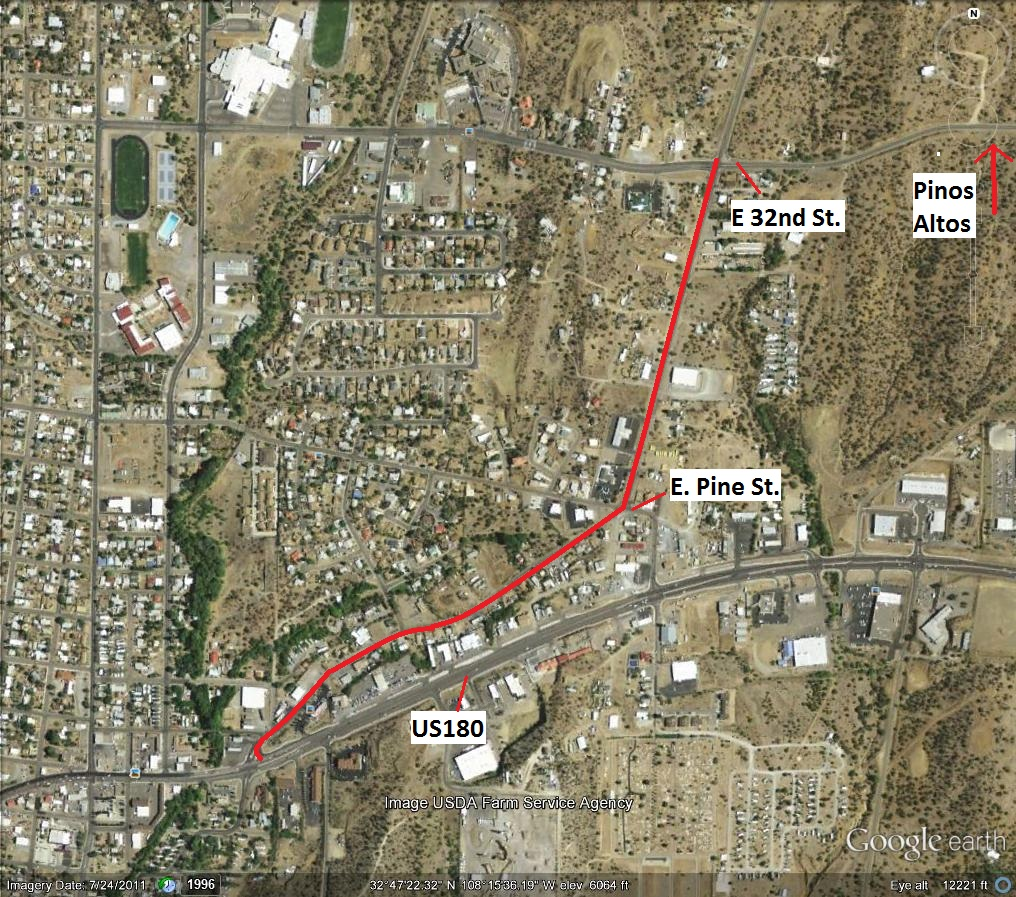 N
Pinos
Altos
E 32nd St.
E. Pine St.
US180
Image USDA Farm Service Agency
Google earth
Imagery Date: 7/24/2011
1996
32°47'22.32" N 108°15'36.19" W elev 6064 ft
Eye alt 12221 ft